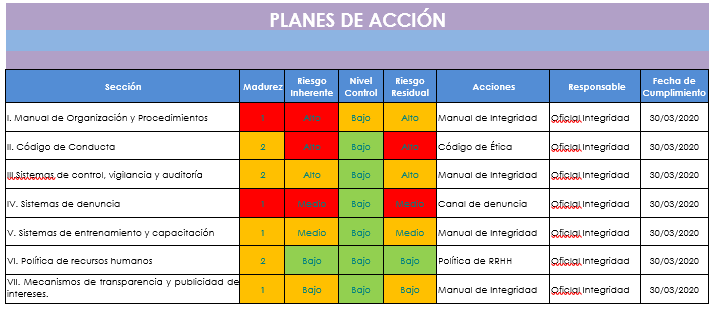 PLANES DE ACCIÓN
Sección Madurez Riesgo Inherente Nivel Control Riesgo Residual Acciones Responsable Fecha de Cumplimiento
I. Manual de Organización y Procedimientos 1 Alto Bajo Alto Manual de Integridad Oficial Integridad 30/03/2020
II. Código de Conducta 2 Alto Bajo Alto Código de Ética Oficial Integridad 30/03/2020
III.Sistemas de control, vigilancia y auditoría 2 Alto Bajo Alto Manual de Integridad Oficial Integridad 30/03/2020
IV. Sistemas de denuncia 1 Medio Bajo Medio Canal de denuncia Oficial Integridad 30/03/2020
V. Sistemas de entrenamiento y capacitación 1 Medio Bajo Medio Manual de Integridad Oficial Integridad 30/03/2020
VI. Política de recursos humanos 2 Bajo Bajo Bajo Política de RRHH Oficial Integridad 30/03/2020
VII. Mecanismos de transparencia y publicidad de
intereses. 1 Bajo Bajo Bajo Manual de Integridad Oficial Integridad 30/03/2020